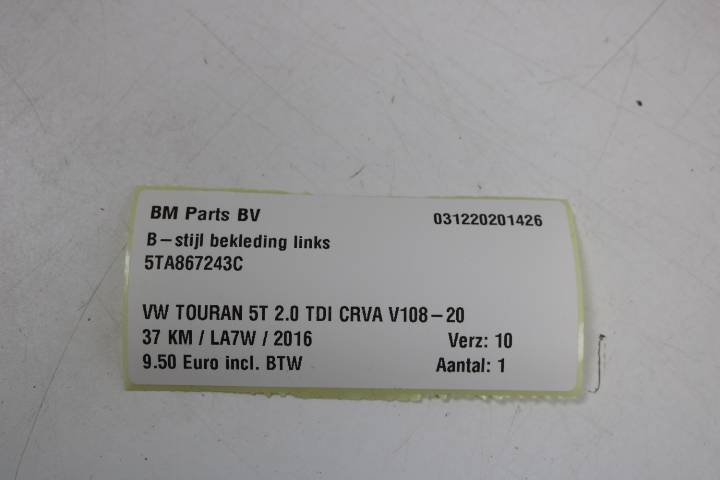 BM Parts BV 031220201426
B-stijl bekleding links
5TA867243C
VW TOURAN 5T 2.0 TDI CRVA V108-20
37 KM / LA7W / 2016 Verz: 10
9.50 Euro incl. BTW Aantal: 1